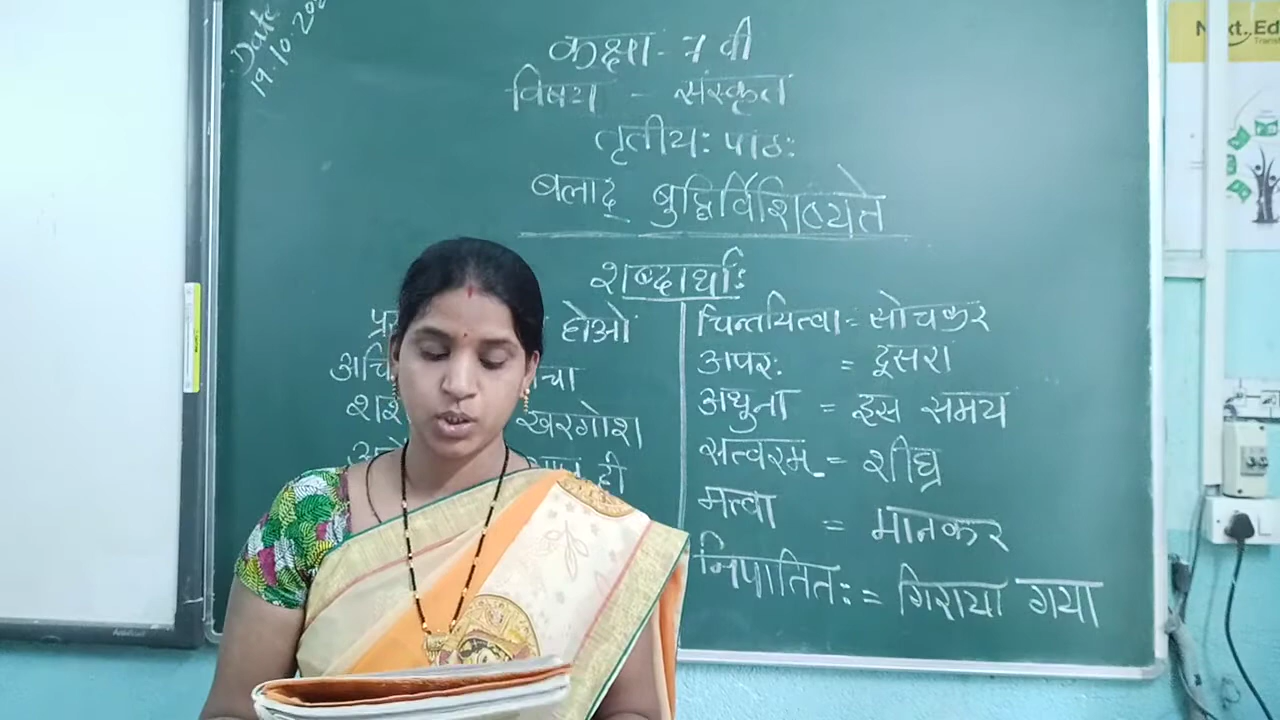 Date
19.10.202
कक्षा - 7 वी
विषय - संस्कृत
तृतीयः पाठः
बलाद् बुद्धिर्विशिष्यते
शब्दार्थाः
होओ
खरगोश
ही
चिन्तयित्वा = सोचकर
अपरः = दूसरा
अधुना = इस समय
सत्वरम् = शीघ्र
मत्वा = मानकर
निपातितः = गिराया गया